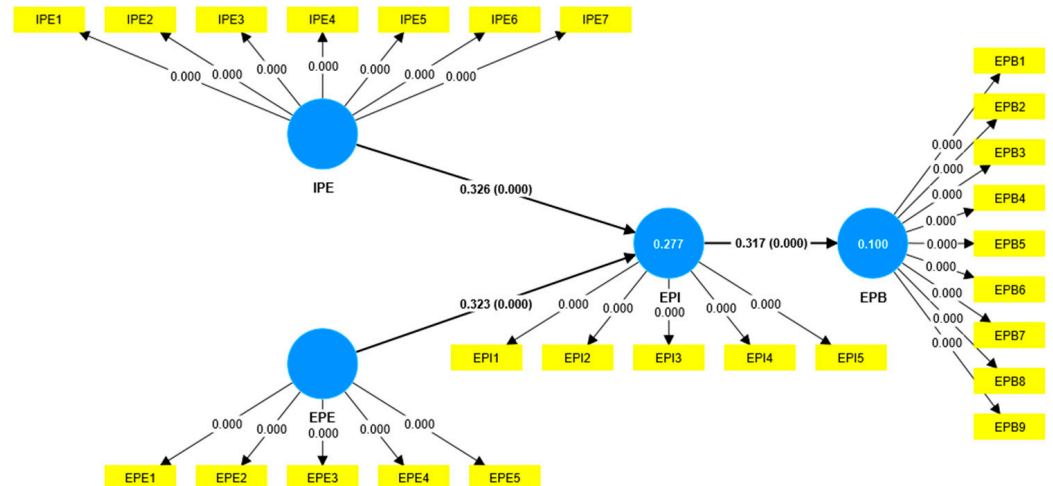 IPE1 IPE2 IPE3 IPE4 IPE5 IPE6 IPE7
0.000 0.000 0.000 0.000 0.000 0.000 0.000
IPE
0.326 (0.000)
EPB1
EPB2
0.000
EPB3
0.000
0.000
EPB4
0.000
0.277 0.317 (0.000) 0.100 0.000 EPB5
0.000
EPI EPB
EPB6
0.000
0.323 (0.000)
0.000 0.000 0.000 0.000 0.000
0.000
EPB7
0.000
EPI1 EPI2 EPI3 EPI4 EPI5
EPB8
EPE
EPB9
0.000 0.000 0.000 0.000 0.000
EPE1 EPE2 EPE3 EPE4 EPE5